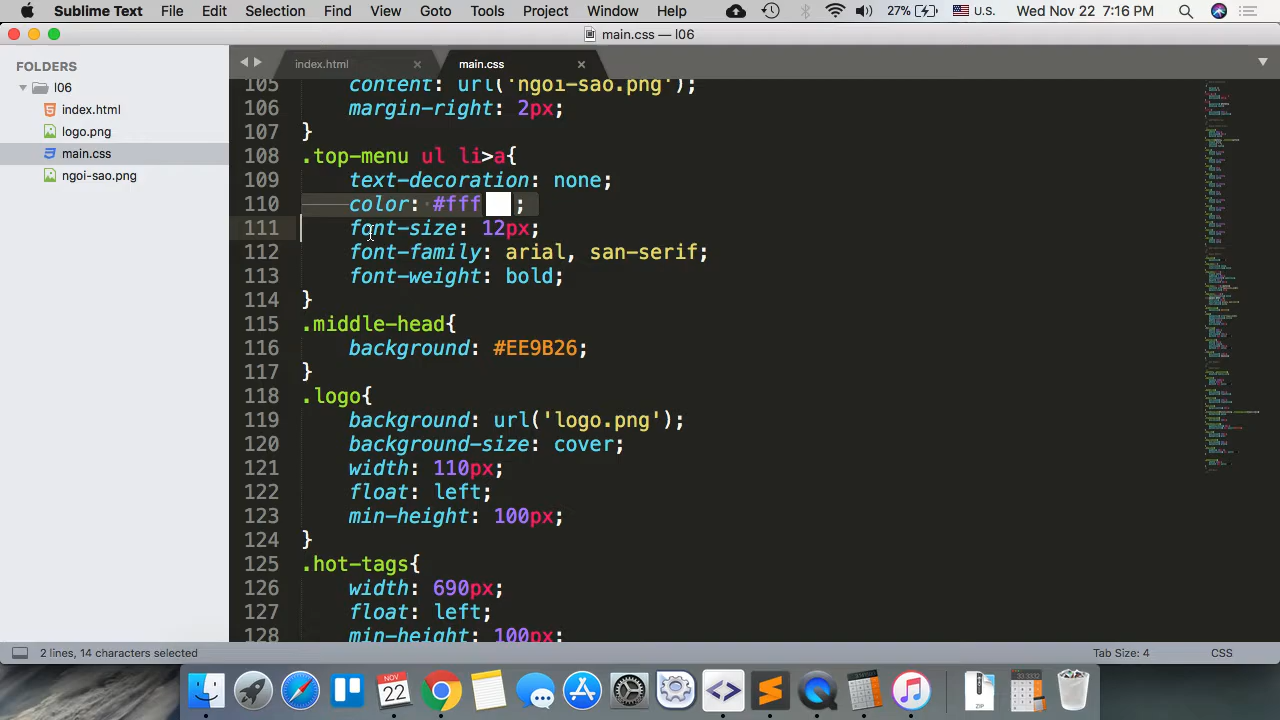 Sublime Text File Edit Selection Find View Goto Tools Project Window Help 27% U.S. Wed Nov 22 7:16 PM
main.css — l06
FOLDERS
l06
index.html
logo.png
main.css
ngoi-sao.png
index.html main.css
105 content: url('ngoi-sao.png');
106 margin-right: 2px;
107 }
108 .top-menu ul li>a{
109 text-decoration: none;
110 color: #fff;
111 font-size: 12px;
112 font-family: arial, san-serif;
113 font-weight: bold;
114 }
115 .middle-head{
116 background: #EE9B26;
117 }
118 .logo{
119 background: url('logo.png');
120 background-size: cover;
121 width: 110px;
122 float: left;
123 min-height: 100px;
124 }
125 .hot-tags{
126 width: 690px;
127 float: left;
128 min-height: 100px;
2 lines, 14 characters selected Tab Size: 4 CSS
NOV
22
ZIP